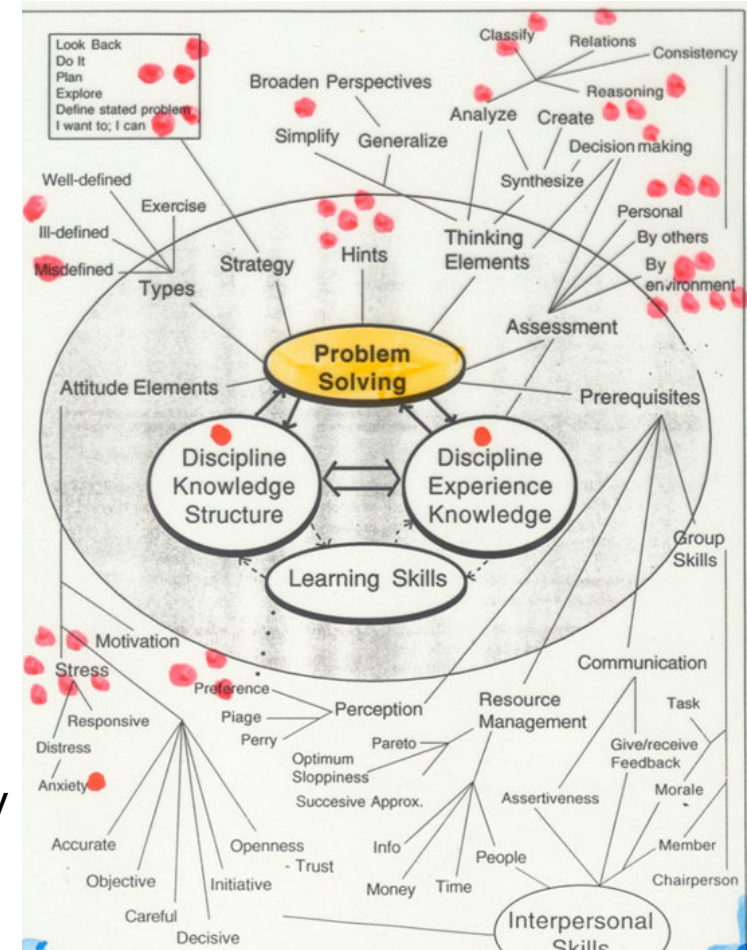 Look Back
Do It
Plan
Explore
Define stated problem
I want to; I can
Classify
Relations
Consistency
Reasoning
Broaden Perspectives
Analyze
Create
Simplify
Generalize
Decision making
Synthesize
Well-defined
Exercise
Ill-defined
Misdefined
Types
Strategy
Hints
Thinking
Elements
Personal
By others
By
environment
Assessment
Problem
Solving
Attitude Elements
Prerequisites
Discipline
Knowledge
Structure
Discipline
Experience
Knowledge
Group
Skills
Learning Skills
Motivation
Stress
Responsive
Distress
Anxiety
Communication
Preference
Piage
Perry
Perception
Resource
Management
Task
Pareto
Optimum
Sloppiness
Succesive Approx.
Give/receive
Feedback
Morale
Assertiveness
Accurate
Objective
Careful
Decisive
Initiative
Openness
- Trust
Info
Money
Time
People
Member
Chairperson
Interpersonal
Skills
y